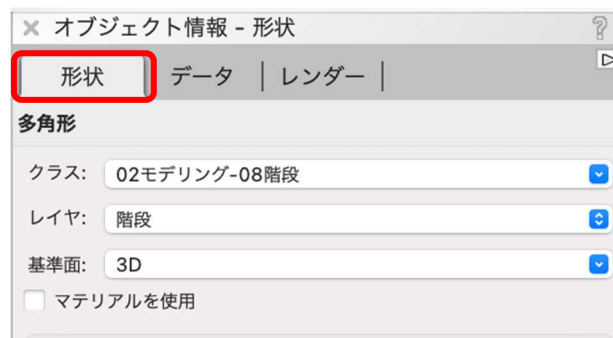 × オブジェクト情報 - 形状 ?
形状 データ レンダー
多角形
クラス: 02モデリング-08階段
レイヤ: 階段
基準面: 3D
マテリアルを使用